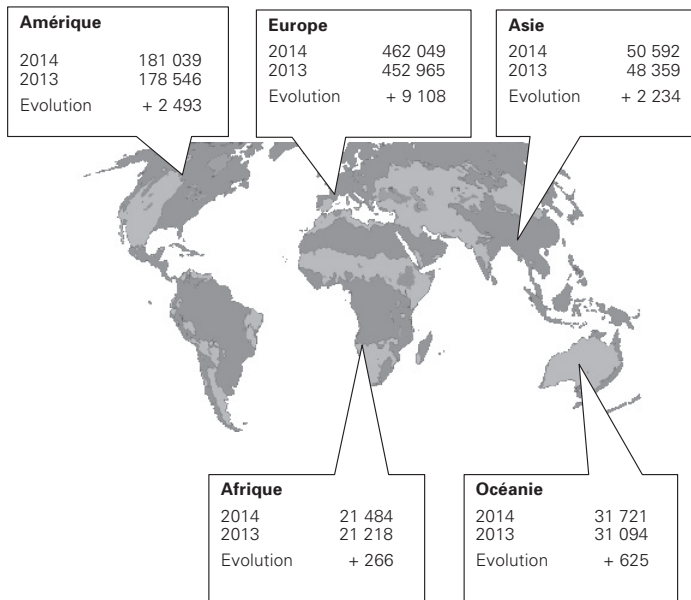 Amérique
2014 181 039
2013 178 546
Evolution + 2 493
Europe
2014 462 049
2013 452 965
Evolution + 9 108
Asie
2014 50 592
2013 48 359
Evolution + 2 234
Afrique
2014 21 484
2013 21 218
Evolution + 266
Océanie
2014 31 721
2013 31 094
Evolution + 625